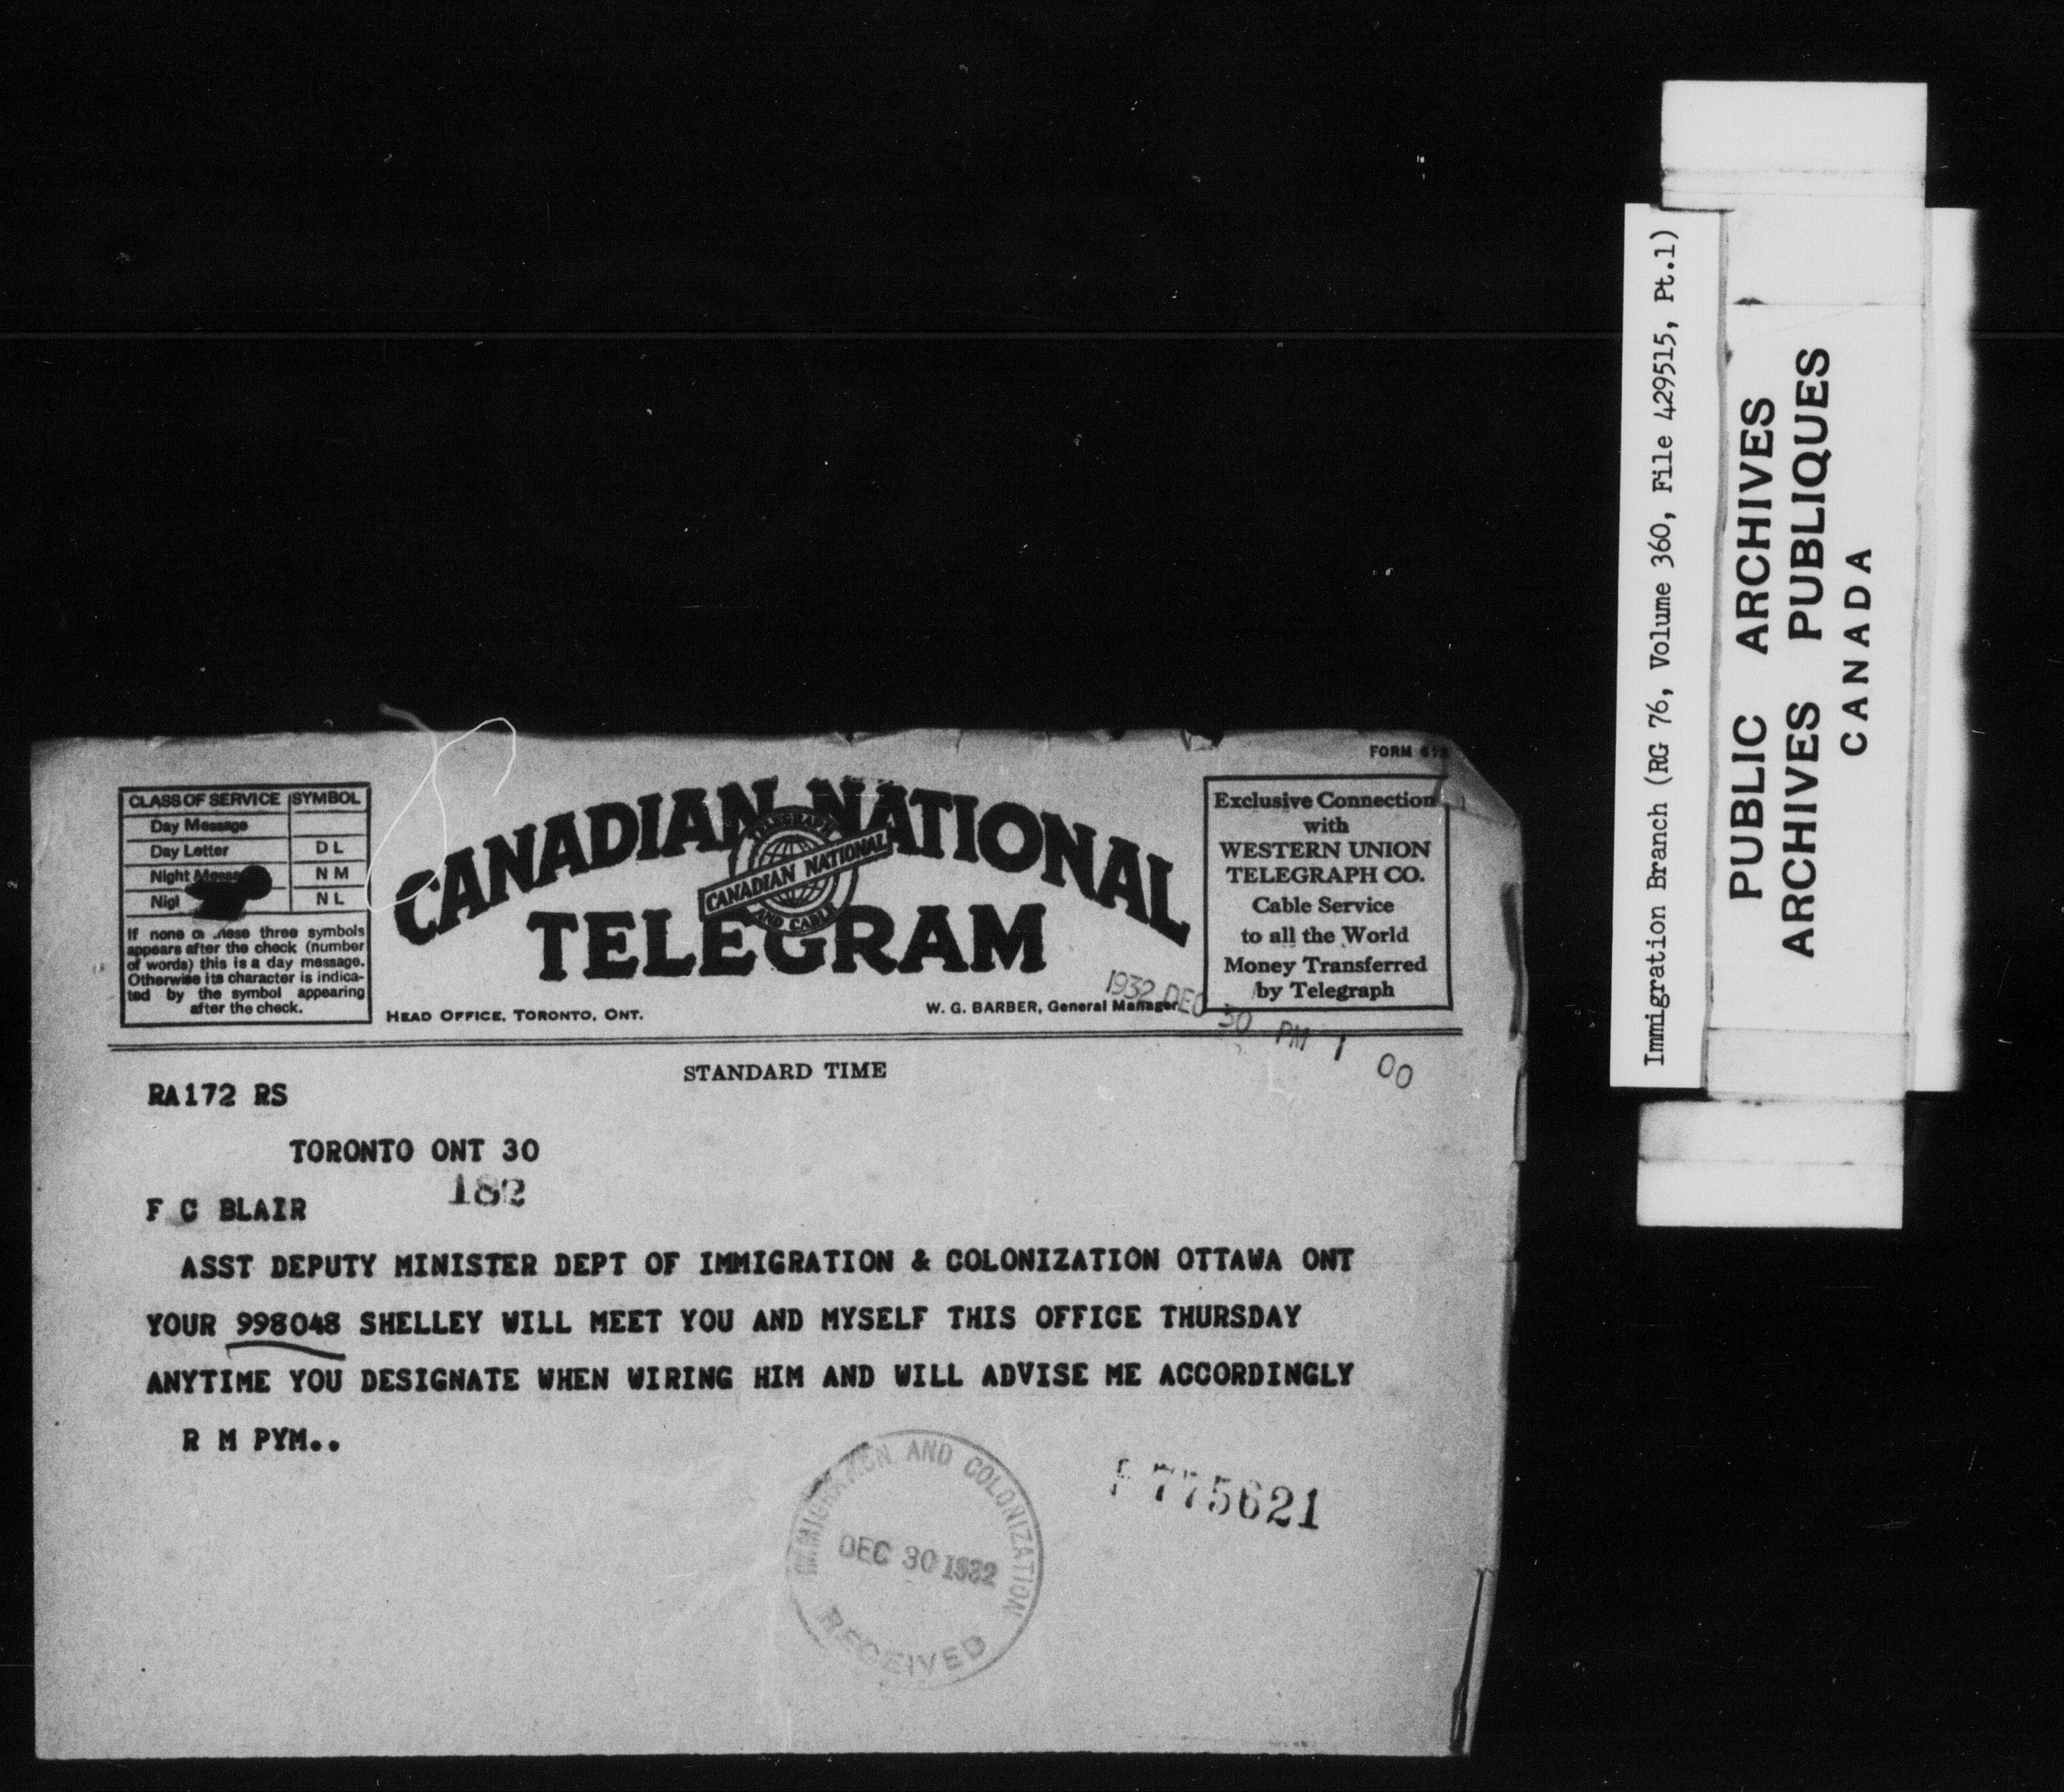 FORM
CLASS OF SERVICE SYMBOL
Day Message
Day Letter D L
Night N M
N L
If none three symbols
appears after the check (number
of words) this is a day message.
Otherwise its character is indica-
ted by the symbol appearing
after the check.
CANADIAN NATIONAL
TELEGRAM
TELEGRAPH
CANADIAN NATIONAL
AND CABLE
HEAD OFFICE, TORONTO, ONT.
W. G. BARBER, General Manager
Exclusive Connection
with
WESTERN UNION
TELEGRAPH CO.
Cable Service
to all the World
Money Transferred
by Telegraph
1932 DEC 30 PM 1 00
STANDARD TIME
RA172 RS
TORONTO ONT 30
182
F C BLAIR
ASST DEPUTY MINISTER DEPT OF IMMIGRATION & COLONIZATION OTTAWA ONT
YOUR 998048 SHELLEY WILL MEET YOU AND MYSELF THIS OFFICE THURSDAY
ANYTIME YOU DESIGNATE WHEN WIRING HIM AND WILL ADVISE ME ACCORDINGLY
R M PYM..
IMMIGRATION AND COLONIZATION
DEC 30 1932
RECEIVED
775621
Immigration Branch (RG 76, Volume 360, File 429515, Pt.1)
PUBLIC ARCHIVES
ARCHIVES PUBLIQUES
CANADA